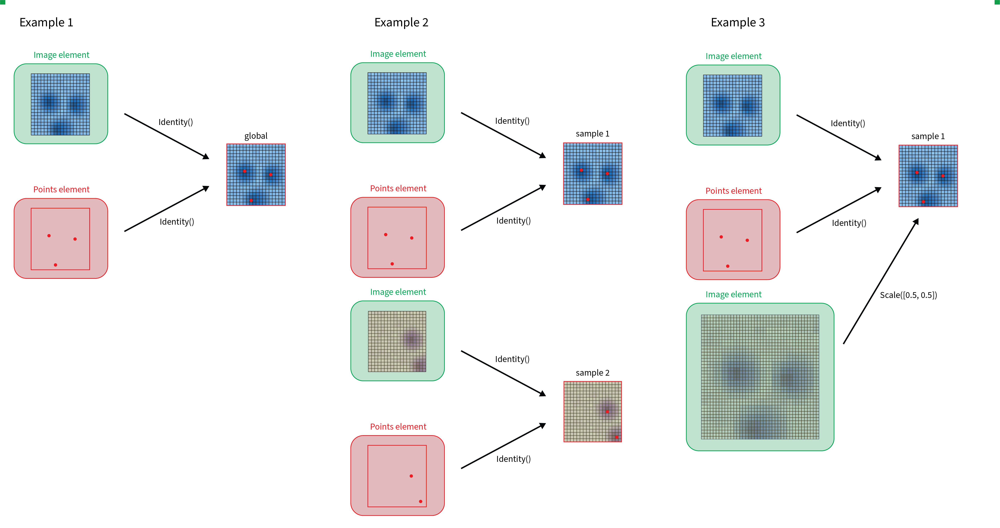 Example 1
Image element
Identity()
global
Points element
Identity()
Example 2
Image element
Identity()
sample 1
Points element
Identity()
Image element
Identity()
sample 2
Points element
Identity()
Example 3
Image element
Identity()
sample 1
Points element
Identity()
Image element
Scale([0.5, 0.5])